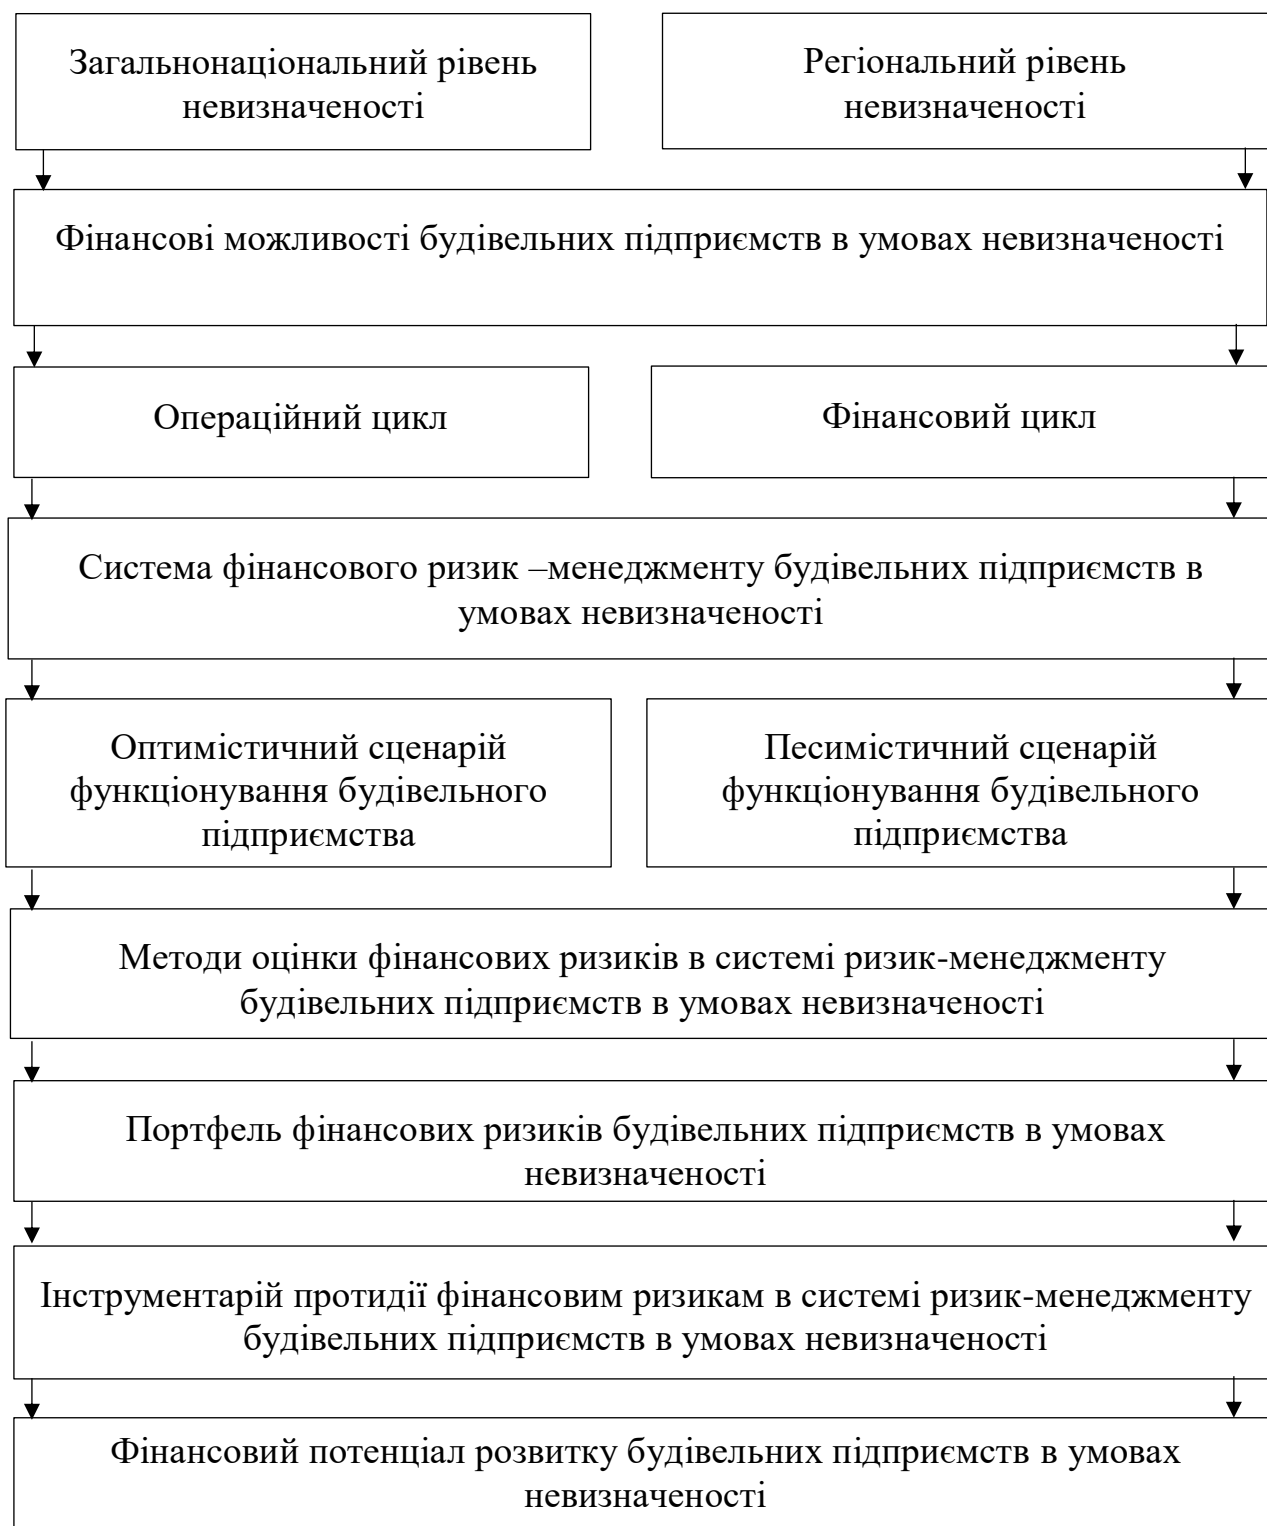 Загальнонаціональний рівень
невизначеності
Регіональний рівень
невизначеності
Фінансові можливості будівельних підприємств в умовах невизначеності
Операційний цикл
Фінансовий цикл
Система фінансового ризик –менеджменту будівельних підприємств в
умовах невизначеності
Оптимістичний сценарій
функціонування будівельного
підприємства
Песимістичний сценарій
функціонування будівельного
підприємства
Методи оцінки фінансових ризиків в системі ризик-менеджменту
будівельних підприємств в умовах невизначеності
Портфель фінансових ризиків будівельних підприємств в умовах
невизначеності
Інструментарій протидії фінансовим ризикам в системі ризик-менеджменту
будівельних підприємств в умовах невизначеності
Фінансовий потенціал розвитку будівельних підприємств в умовах
невизначеності